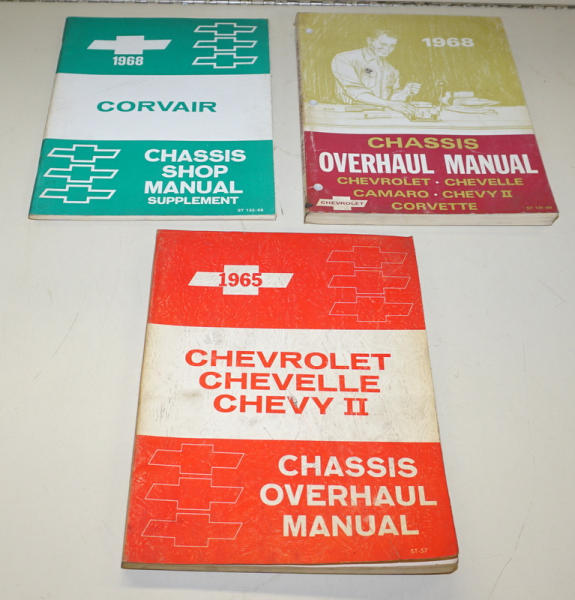 1968
CORVAIR
CHASSIS
SHOP
MANUAL
SUPPLEMENT
1968
CHASSIS
OVERHAUL MANUAL
CHEVROLET • CHEVELLE
CAMARO • CHEVY II
CORVETTE
CHEVROLET
1965
CHEVROLET
CHEVELLE
CHEVY II
CHASSIS
OVERHAUL
MANUAL
ST-57